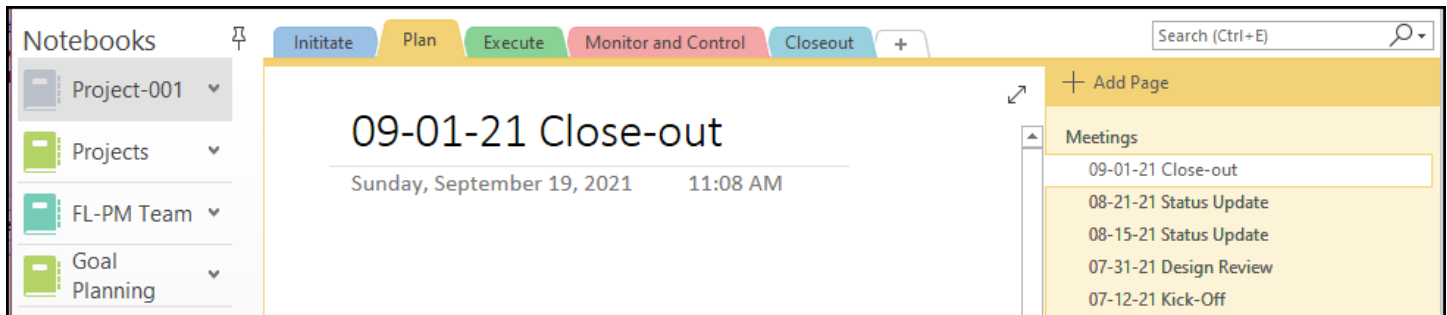 Notebooks
Project-001
Projects
FL-PM Team
Goal
Planning
Inititate Plan Execute Monitor and Control Closeout +
Search (Ctrl+E)
09-01-21 Close-out
Sunday, September 19, 2021 11:08 AM
Add Page
Meetings
09-01-21 Close-out
08-21-21 Status Update
08-15-21 Status Update
07-31-21 Design Review
07-12-21 Kick-Off